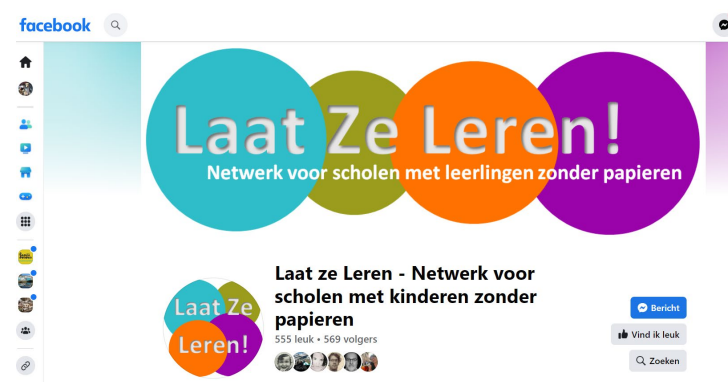 facebook
Laat Ze Leren!
Netwerk voor scholen met leerlingen zonder papieren
Laat Ze
Leren!
Laat ze Leren - Netwerk voor
scholen met kinderen zonder
papieren
555 leuk • 569 volgers
Bericht
Vind ik leuk
Zoeken